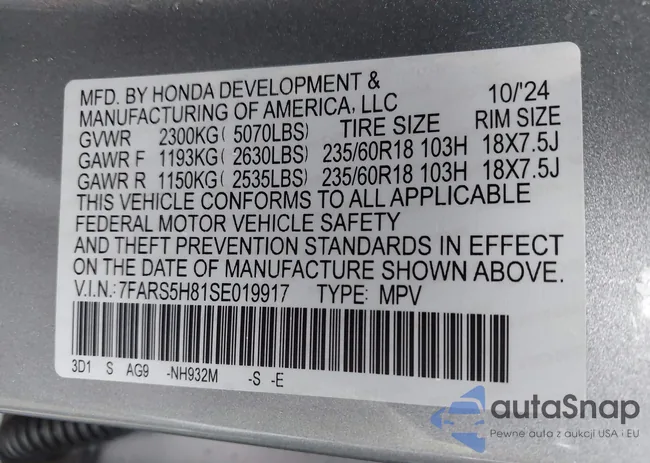 MFD. BY HONDA DEVELOPMENT &
MANUFACTURING OF AMERICA, LLC 10/'24
GVWR 2300KG ( 5070LBS) TIRE SIZE RIM SIZE
GAWR F 1193KG ( 2630LBS) 235/60R18 103H 18X7.5J
GAWR R 1150KG ( 2535LBS) 235/60R18 103H 18X7.5J
THIS VEHICLE CONFORMS TO ALL APPLICABLE
FEDERAL MOTOR VEHICLE SAFETY
AND THEFT PREVENTION STANDARDS IN EFFECT
ON THE DATE OF MANUFACTURE SHOWN ABOVE.
V.I.N.:7FARS5H81SE019917 TYPE: MPV
3D1 S AG9 -NH932M -S -E
autaSnap
Pewne auta z aukcji USA i EU